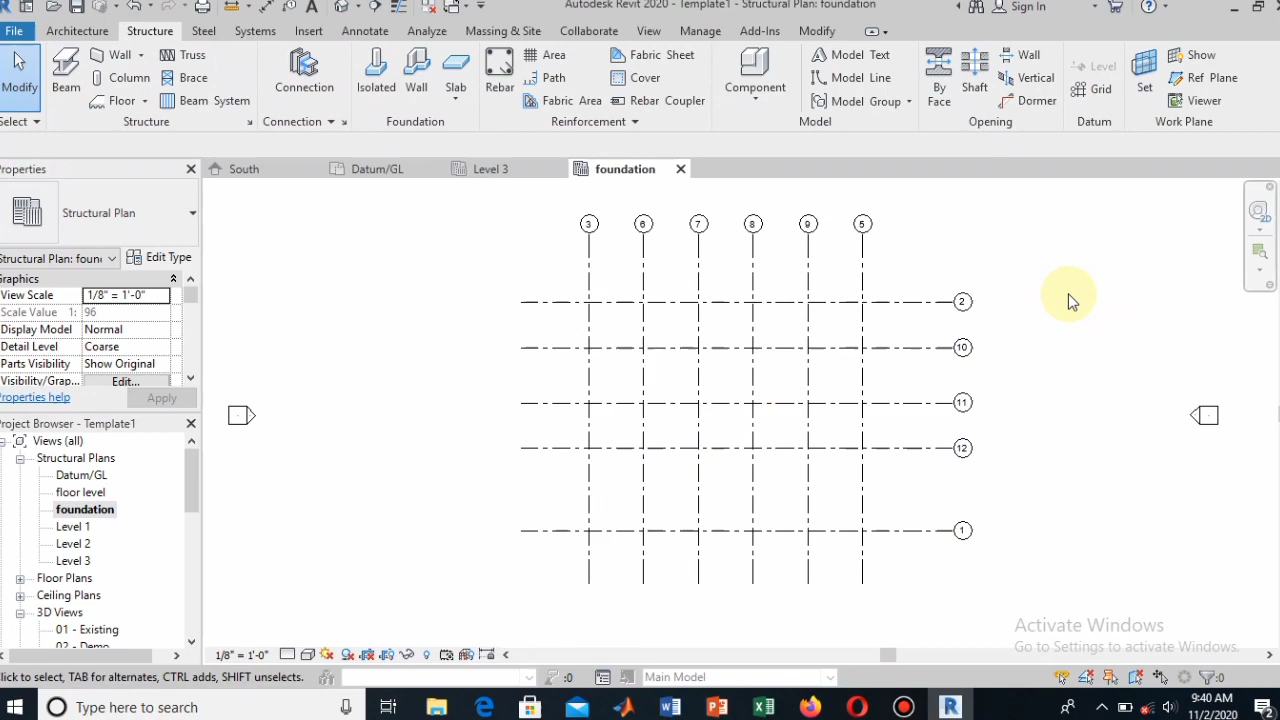 Autodesk Revit 2020 - Template1 - Structural Plan: foundation
Sign In
File Architecture Structure Steel Systems Insert Annotate Analyze Massing & Site Collaborate View Manage Add-Ins Modify
Modify
Beam
Wall
Column
Floor
Truss
Brace
Beam System
Connection
Isolated
Wall
Slab
Rebar
Area
Path
Fabric Area
Fabric Sheet
Cover
Rebar Coupler
Component
Model Text
Model Line
Model Group
By
Face
Shaft
Wall
Vertical
Dormer
Level
Grid
Set
Show
Ref Plane
Viewer
Select Structure Connection Foundation Reinforcement Model Opening Datum Work Plane
Properties
South Datum/GL Level 3 foundation
Structural Plan
Structural Plan: foun
Edit Type
Graphics
View Scale 1/8" = 1'-0"
Scale Value 1: 96
Display Model Normal
Detail Level Coarse
Parts Visibility Show Original
Visibility/Grap... Edit...
Properties help Apply
Project Browser - Template1
Views (all)
Structural Plans
Datum/GL
floor level
foundation
Level 1
Level 2
Level 3
Floor Plans
Ceiling Plans
3D Views
01 - Existing
02 - Demo
3 6 7 8 9 5
2
10
11
12
1
2D
Activate Windows
Go to Settings to activate Windows.
1/8" = 1'-0"
Click to select, TAB for alternates, CTRL adds, SHIFT unselects.
:0
Main Model
:0
Type here to search
9:40 AM
11/2/2020
2